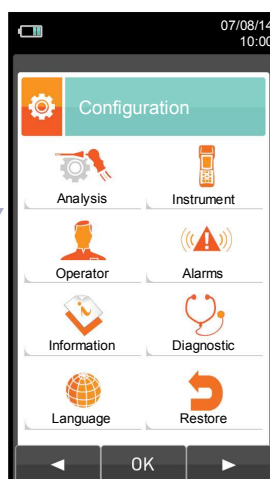 07/08/14
10:00
Configuration
Analysis Instrument
Operator Alarms
Information Diagnostic
Language Restore
OK